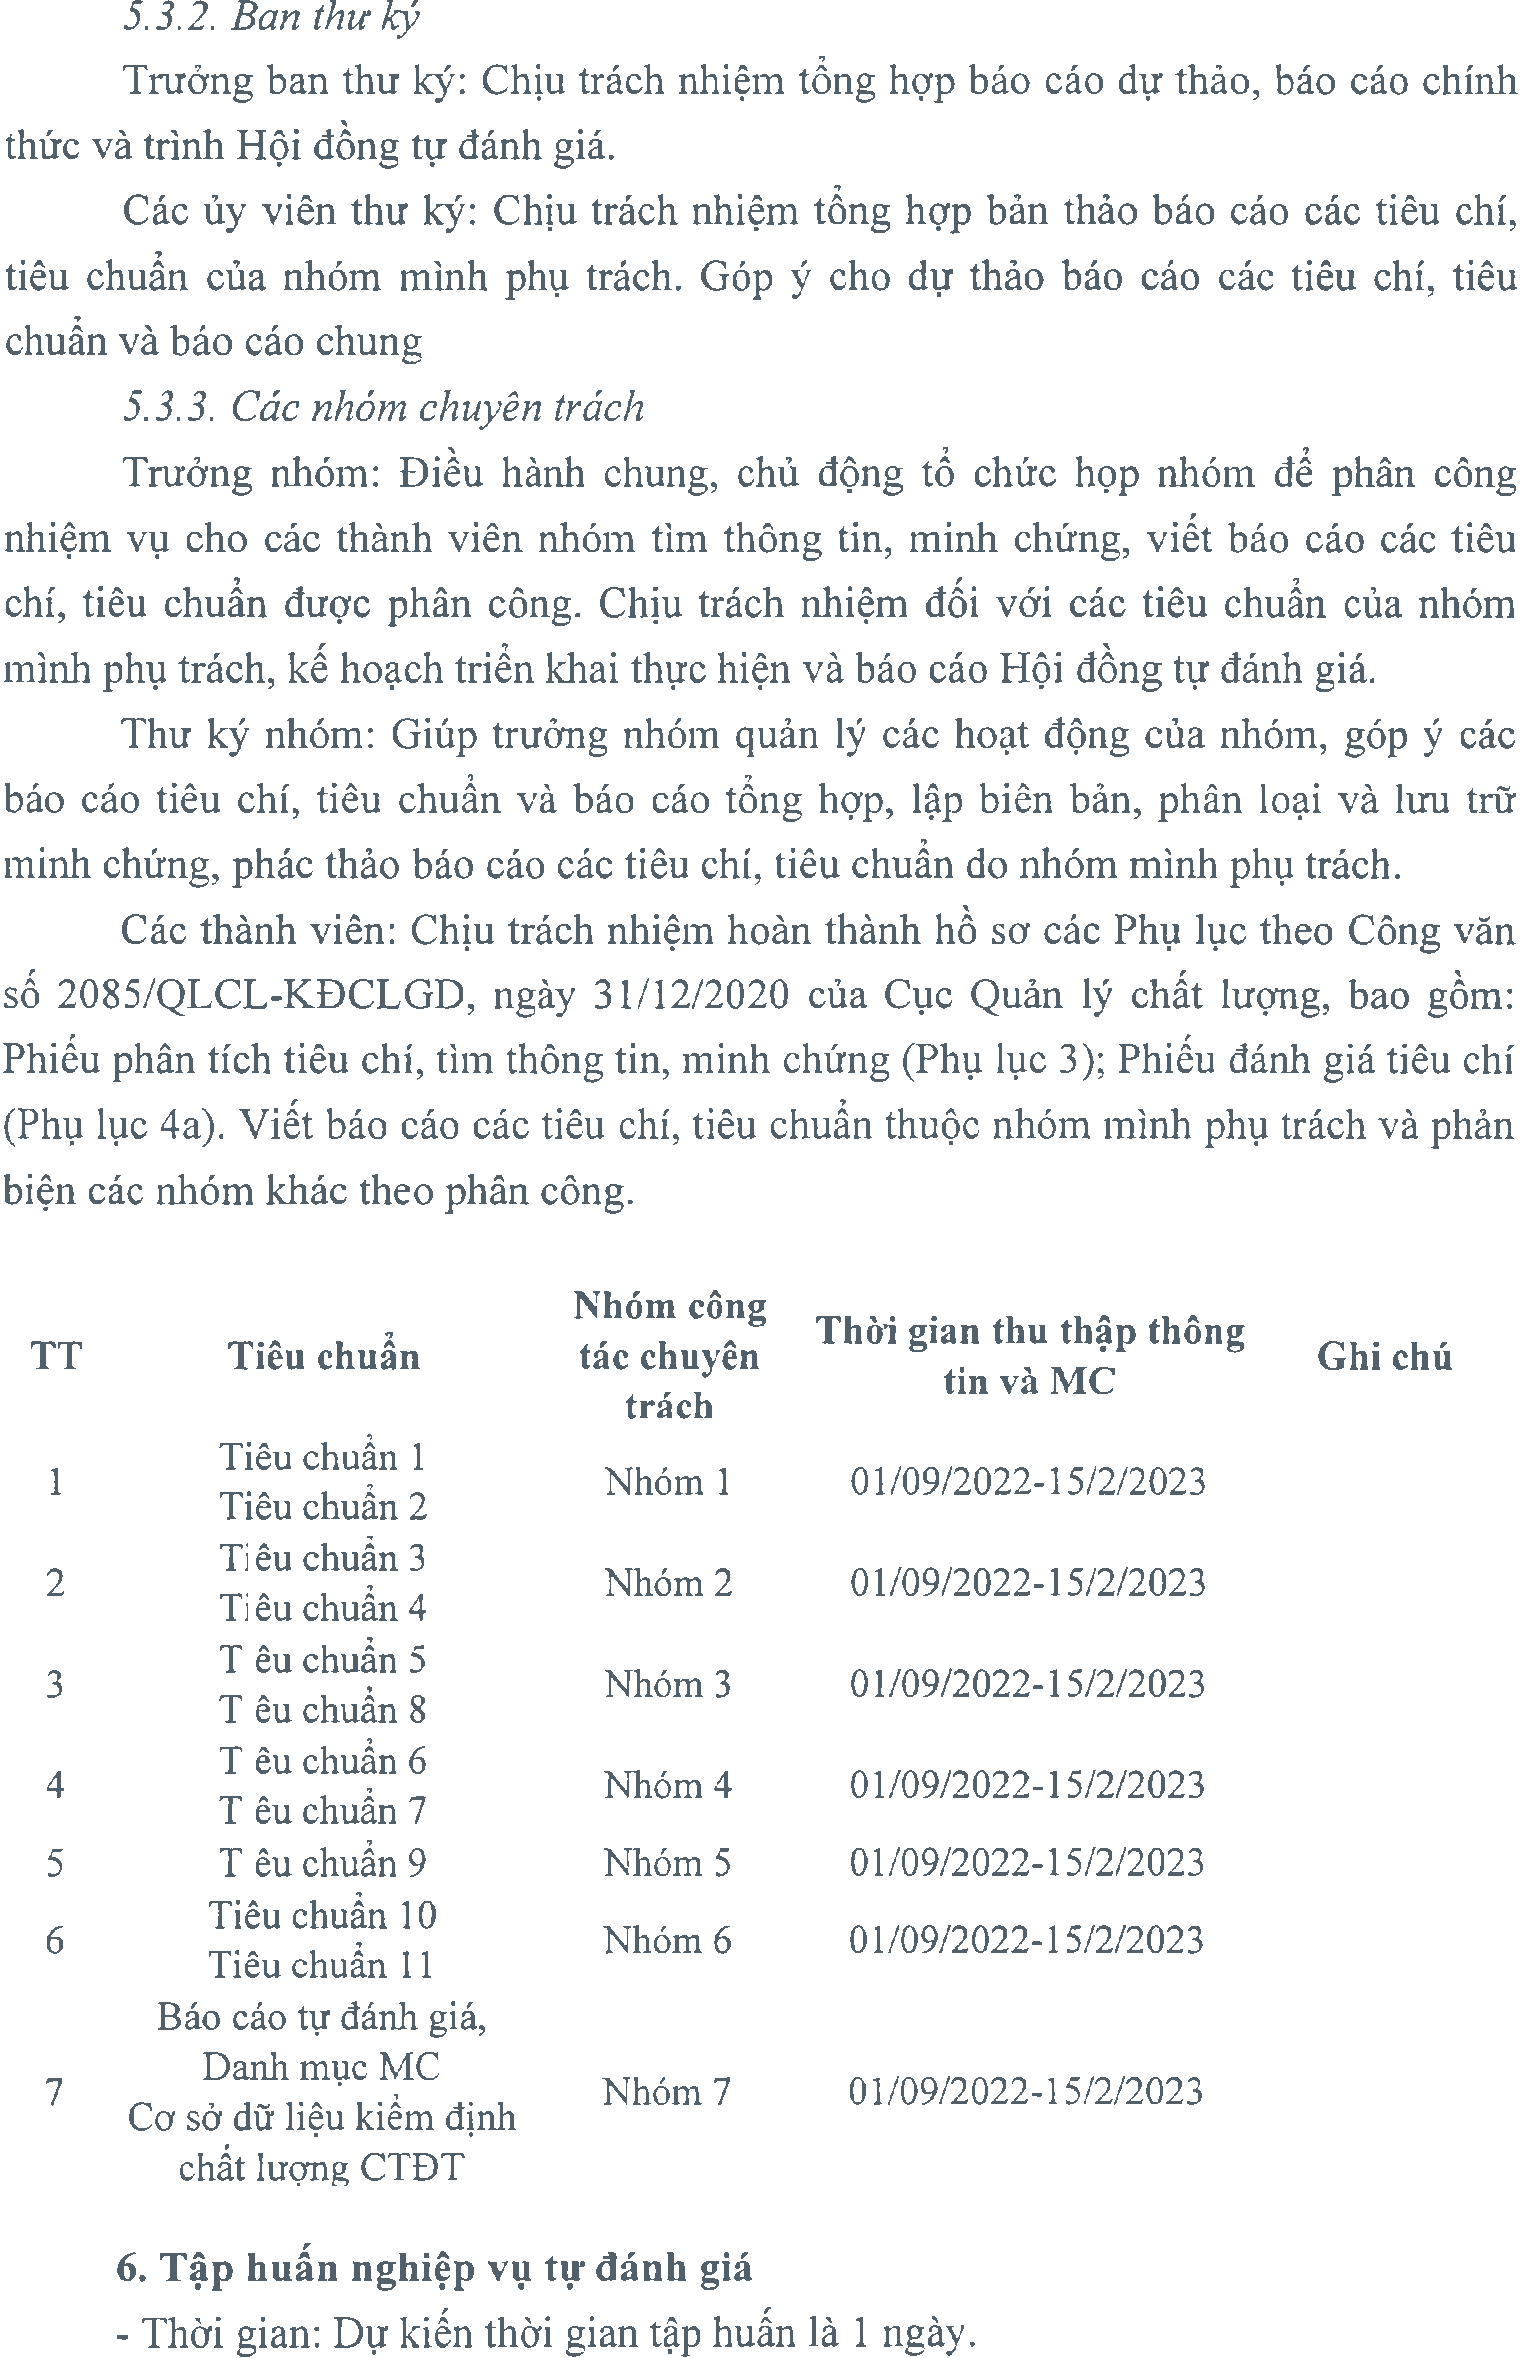 5.3.2. Ban thư ký
Trưởng ban thư ký: Chịu trách nhiệm tổng hợp báo cáo dự thảo, báo cáo chính
thức và trình Hội đồng tự đánh giá.
Các ủy viên thư ký: Chịu trách nhiệm tổng hợp bản thảo báo cáo các tiêu chí,
tiêu chuẩn của nhóm mình phụ trách. Góp ý cho dự thảo báo cáo các tiêu chí, tiêu
chuẩn và báo cáo chung
5.3.3. Các nhóm chuyên trách
Trưởng nhóm: Điều hành chung, chủ động tổ chức họp nhóm để phân công
nhiệm vụ cho các thành viên nhóm tìm thông tin, minh chứng, viết báo cáo các tiêu
chí, tiêu chuẩn được phân công. Chịu trách nhiệm đối với các tiêu chuẩn của nhóm
mình phụ trách, kế hoạch triển khai thực hiện và báo cáo Hội đồng tự đánh giá.
Thư ký nhóm: Giúp trưởng nhóm quản lý các hoạt động của nhóm, góp ý các
báo cáo tiêu chí, tiêu chuẩn và báo cáo tổng hợp, lập biên bản, phân loại và lưu trữ
minh chứng, phác thảo báo cáo các tiêu chí, tiêu chuẩn do nhóm mình phụ trách.
Các thành viên: Chịu trách nhiệm hoàn thành hồ sơ các Phụ lục theo Công văn
số 2085/QLCL-KĐCLGD, ngày 31/12/2020 của Cục Quản lý chất lượng, bao gồm:
Phiếu phân tích tiêu chí, tìm thông tin, minh chứng (Phụ lục 3); Phiếu đánh giá tiêu chí
(Phụ lục 4a). Viết báo cáo các tiêu chí, tiêu chuẩn thuộc nhóm mình phụ trách và phản
biện các nhóm khác theo phân công.
TT Tiêu chuẩn Nhóm công tác chuyên trách Thời gian thu thập thông tin và MC Ghi chú
1 Tiêu chuẩn 1 Nhóm 1 01/09/2022-15/2/2023
Tiêu chuẩn 2
2 Tiêu chuẩn 3 Nhóm 2 01/09/2022-15/2/2023
Tiêu chuẩn 4
3 T êu chuẩn 5 Nhóm 3 01/09/2022-15/2/2023
T êu chuẩn 8
4 T êu chuẩn 6 Nhóm 4 01/09/2022-15/2/2023
T êu chuẩn 7
5 T êu chuẩn 9 Nhóm 5 01/09/2022-15/2/2023
6 Tiêu chuẩn 10 Nhóm 6 01/09/2022-15/2/2023
Tiêu chuẩn 11
7 Báo cáo tự đánh giá, Nhóm 7 01/09/2022-15/2/2023
Danh mục MC
Cơ sở dữ liệu kiểm định
chất lượng CTĐT
6. Tập huấn nghiệp vụ tự đánh giá
- Thời gian: Dự kiến thời gian tập huấn là 1 ngày.